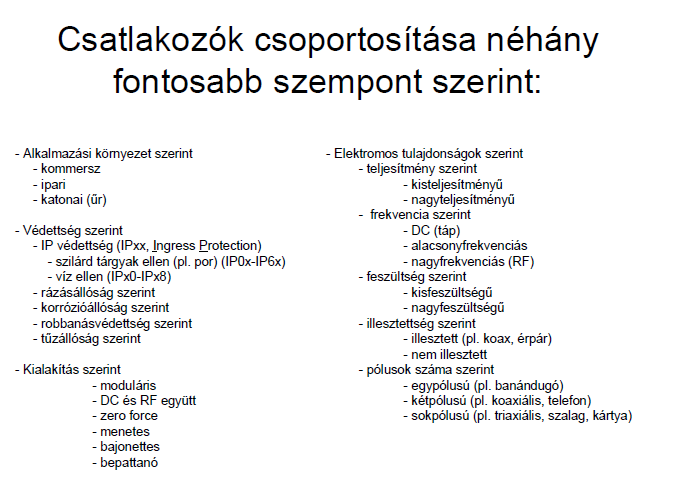 Csatlakozók csoportosítása néhány
fontosabb szempont szerint:
- Alkalmazási környezet szerint
- kommersz
- ipari
- katonai (űr)
- Védettség szerint
- IP védettség (IPxx, Ingress Protection)
- szilárd tárgyak ellen (pl. por) (IP0x-IP6x)
- víz ellen (IPx0-IPx8)
- rázásállóság szerint
- korrózióállóság szerint
- robbanásvédettség szerint
- tűzállóság szerint
- Kialakítás szerint
- moduláris
- DC és RF együtt
- zero force
- menetes
- bajonettes
- bepattanó
- Elektromos tulajdonságok szerint
- teljesítmény szerint
- kisteljesítményű
- nagyteljesítményű
- frekvencia szerint
- DC (táp)
- alacsonyfrekvenciás
- nagyfrekvenciás (RF)
- feszültség szerint
- kisfeszültségű
- nagyfeszültségű
- illesztettség szerint
- illesztett (pl. koax, érpár)
- nem illesztett
- pólusok száma szerint
- egypólusú (pl. banándugó)
- kétpólusú (pl. koaxiális, telefon)
- sokpólusú (pl. triaxiális, szalag, kártya)